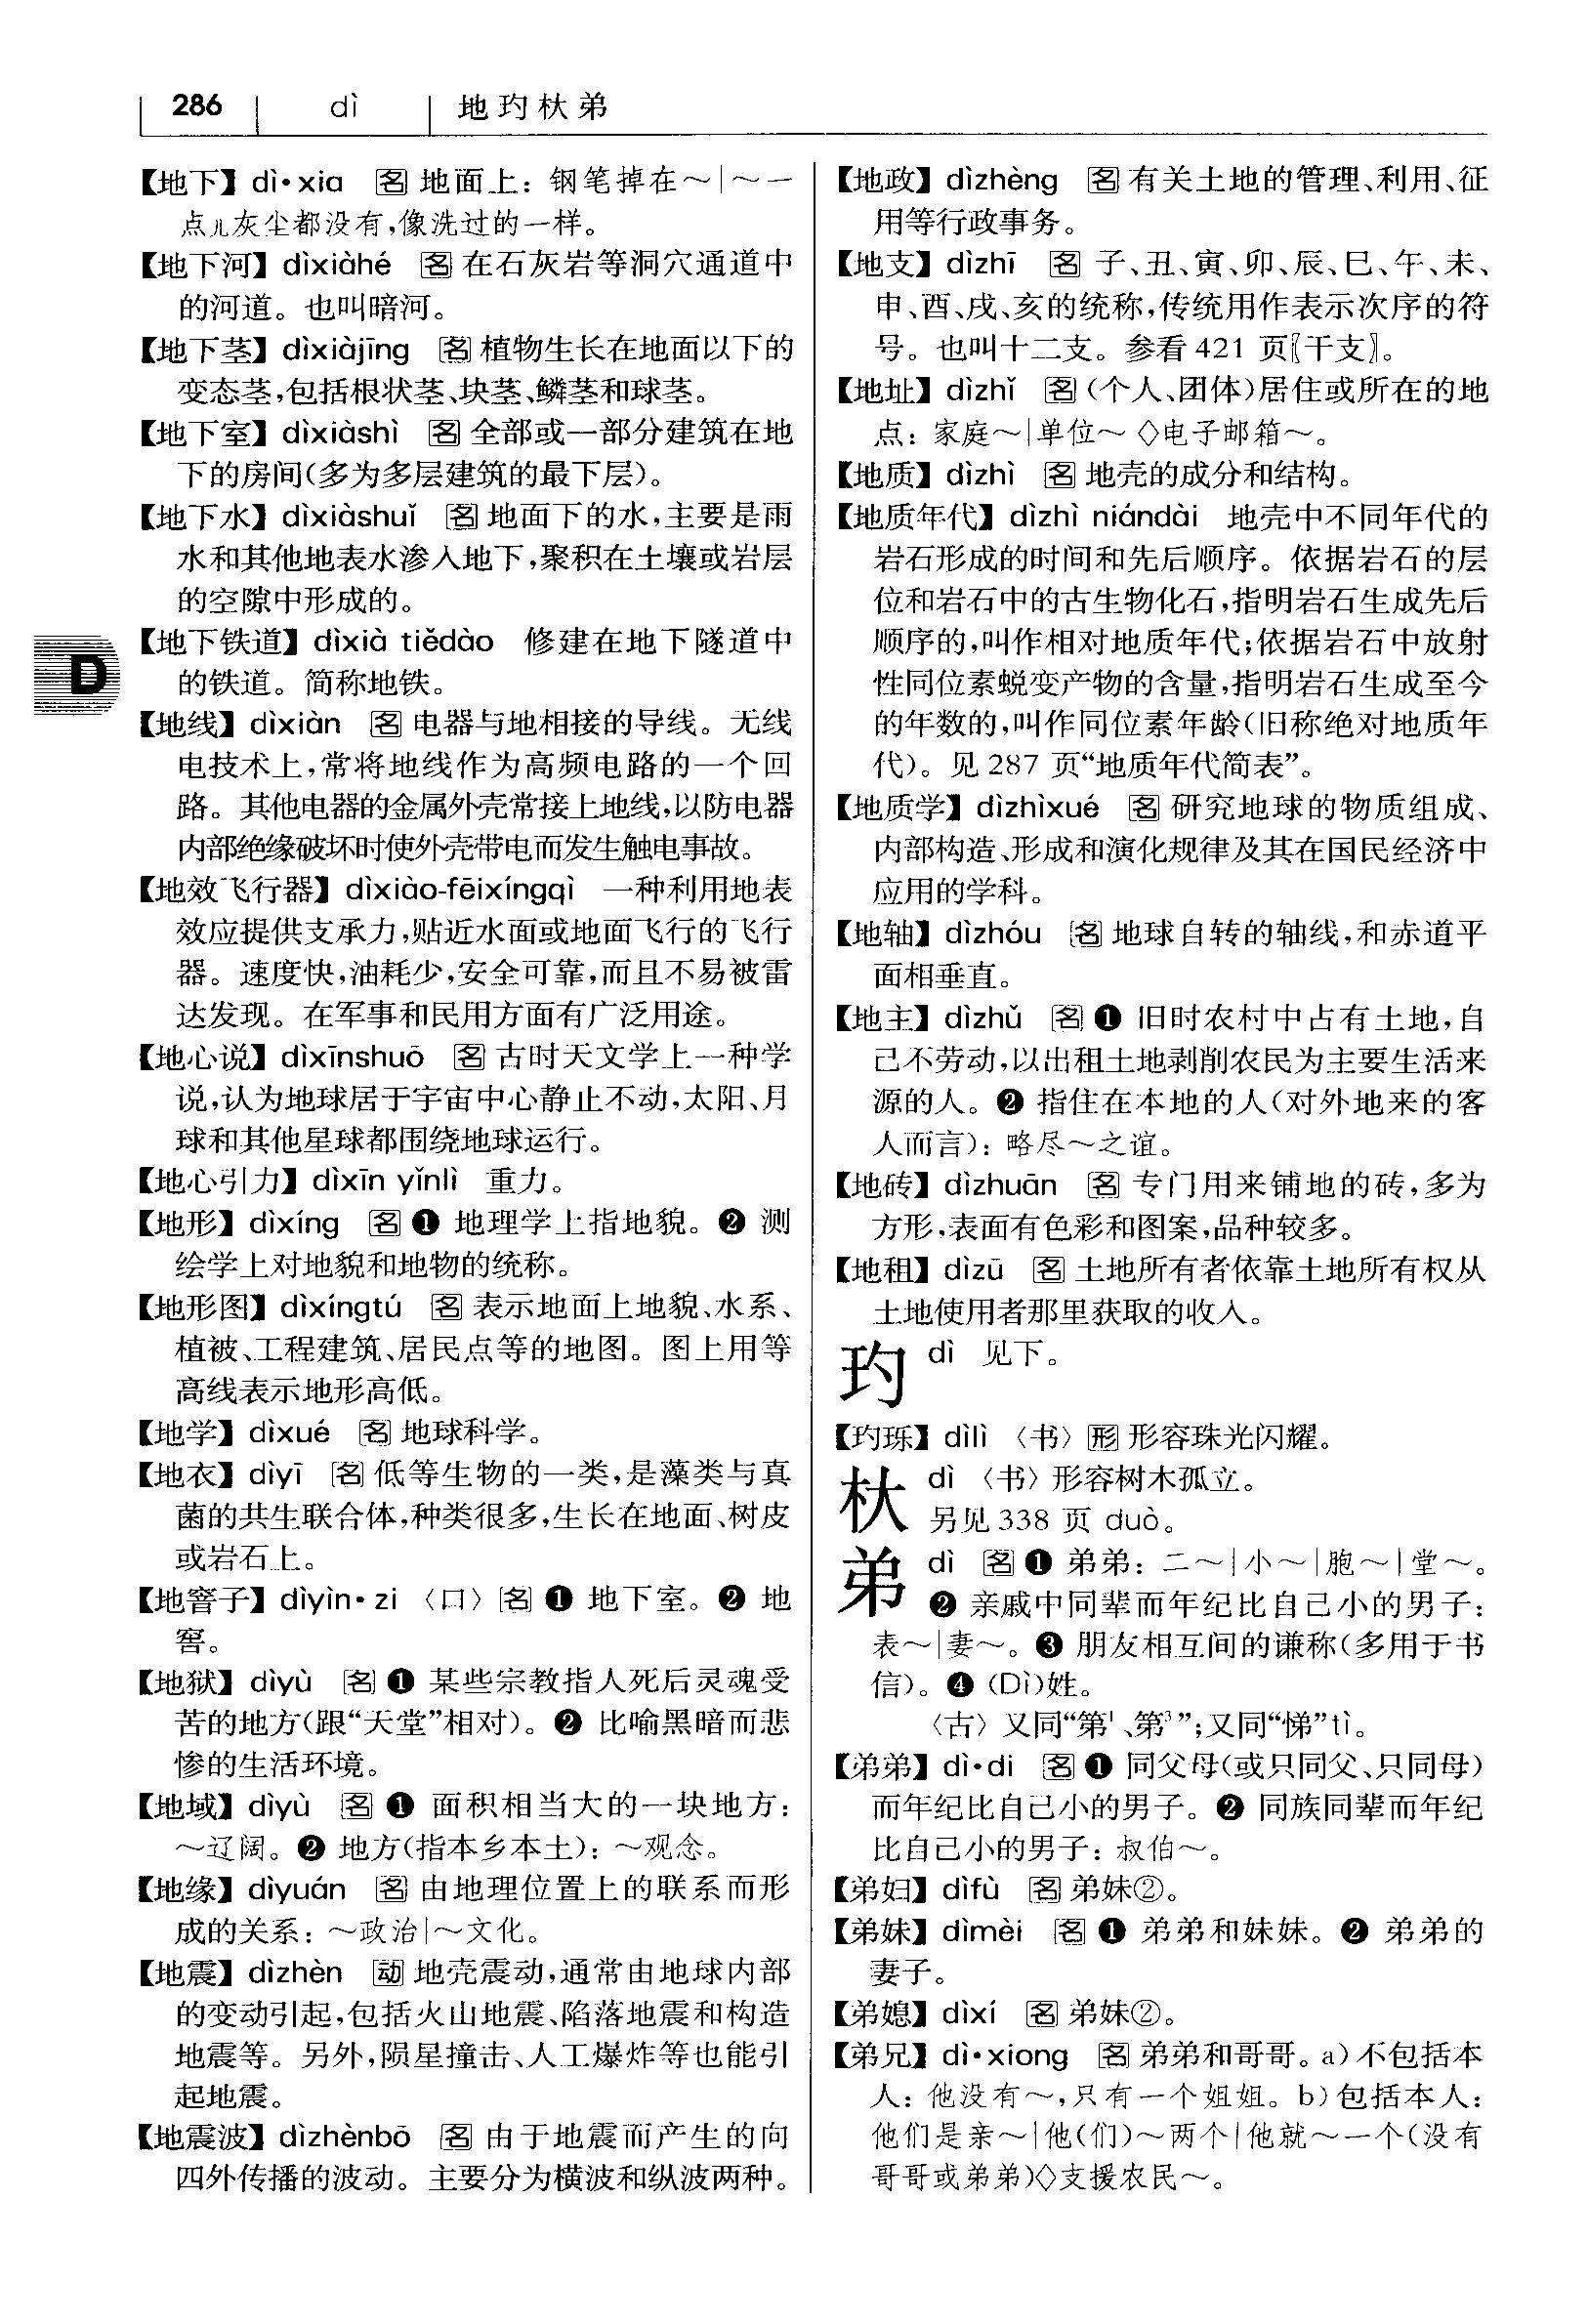 286 dì 地玓杕弟
【地下】dì·xia 名 地面上：钢笔掉在～|～一
点儿灰尘都没有,像洗过的一样。
【地下河】dìxiàhé 名 在石灰岩等洞穴通道中
的河道。也叫暗河。
【地下茎】dìxiàjīng 名 植物生长在地面以下的
变态茎,包括根状茎、块茎、鳞茎和球茎。
【地下室】dìxiàshì 名 全部或一部分建筑在地
下的房间(多为多层建筑的最下层)。
【地下水】dìxiàshuǐ 名 地面下的水,主要是雨
水和其他地表水渗入地下,聚积在土壤或岩层
的空隙中形成的。
【地下铁道】dìxià tiědào 修建在地下隧道中
的铁道。简称地铁。
D
【地线】dìxiàn 名 电器与地相接的导线。无线
电技术上,常将地线作为高频电路的一个回
路。其他电器的金属外壳常接上地线,以防电器
内部绝缘破坏时使外壳带电而发生触电事故。
【地效飞行器】dìxiào-fēixíngqì 一种利用地表
效应提供支承力,贴近水面或地面飞行的飞行
器。速度快,油耗少,安全可靠,而且不易被雷
达发现。在军事和民用方面有广泛用途。
【地心说】dìxīnshuō 名 古时天文学上一种学
说,认为地球居于宇宙中心静止不动,太阳、月
球和其他星球都围绕地球运行。
【地心引力】dìxīn yǐnlì 重力。
【地形】dìxíng 名 ❶ 地理学上指地貌。❷ 测
绘学上对地貌和地物的统称。
【地形图】dìxíngtú 名 表示地面上地貌、水系、
植被、工程建筑、居民点等的地图。图上用等
高线表示地形高低。
【地学】dìxué 名 地球科学。
【地衣】dìyī 名 低等生物的一类,是藻类与真
菌的共生联合体,种类很多,生长在地面、树皮
或岩石上。
【地窨子】dìyìn·zi 〈口〉名 ❶ 地下室。❷ 地
窖。
【地狱】dìyù 名 ❶ 某些宗教指人死后灵魂受
苦的地方(跟“天堂”相对)。❷ 比喻黑暗而悲
惨的生活环境。
【地域】dìyù 名 ❶ 面积相当大的一块地方：
～辽阔。❷ 地方(指本乡本土)：～观念。
【地缘】dìyuán 名 由地理位置上的联系而形
成的关系：～政治|～文化。
【地震】dìzhèn 动 地壳震动,通常由地球内部
的变动引起,包括火山地震、陷落地震和构造
地震等。另外,陨星撞击、人工爆炸等也能引
起地震。
【地震波】dìzhènbō 名 由于地震而产生的向
四外传播的波动。主要分为横波和纵波两种。
【地政】dìzhèng 名 有关土地的管理、利用、征
用等行政事务。
【地支】dìzhī 名 子、丑、寅、卯、辰、巳、午、未、
申、酉、戌、亥的统称,传统用作表示次序的符
号。也叫十二支。参看 421 页〖干支〗。
【地址】dìzhǐ 名 (个人、团体)居住或所在的地
点：家庭～|单位～◇电子邮箱～。
【地质】dìzhì 名 地壳的成分和结构。
【地质年代】dìzhì niándài 地壳中不同年代的
岩石形成的时间和先后顺序。依据岩石的层
位和岩石中的古生物化石,指明岩石生成先后
顺序的,叫作相对地质年代;依据岩石中放射
性同位素蜕变产物的含量,指明岩石生成至今
的年数的,叫作同位素年龄(旧称绝对地质年
代)。见 287 页“地质年代简表”。
【地质学】dìzhìxué 名 研究地球的物质组成、
内部构造、形成和演化规律及其在国民经济中
应用的学科。
【地轴】dìzhóu 名 地球自转的轴线,和赤道平
面相垂直。
【地主】dìzhǔ 名 ❶ 旧时农村中占有土地,自
己不劳动,以出租土地剥削农民为主要生活来
源的人。❷ 指住在本地的人(对外地来的客
人而言)：略尽～之谊。
【地砖】dìzhuān 名 专门用来铺地的砖,多为
方形,表面有色彩和图案,品种较多。
【地租】dìzū 名 土地所有者依靠土地所有权从
土地使用者那里获取的收入。
玓 dì 见下。
【玓瓅】dìlì 〈书〉形 形容珠光闪耀。
杕 dì 〈书〉形容树木孤立。
另见 338 页 duò。
弟 dì 名 ❶ 弟弟：二～|小～|胞～|堂～。
❷ 亲戚中同辈而年纪比自己小的男子：
表～|妻～。❸ 朋友相互间的谦称(多用于书
信)。❹ (Dì)姓。
〈古〉又同“第¹、第³”;又同“悌”tì。
【弟弟】dì·di 名 ❶ 同父母(或只同父、只同母)
而年纪比自己小的男子。❷ 同族同辈而年纪
比自己小的男子：叔伯～。
【弟妇】dìfù 名 弟妹②。
【弟妹】dìmèi 名 ❶ 弟弟和妹妹。❷ 弟弟的
妻子。
【弟媳】dìxí 名 弟妹②。
【弟兄】dì·xiong 名 弟弟和哥哥。a)不包括本
人：他没有～,只有一个姐姐。b)包括本人：
他们是亲～|他(们)～两个|他就～一个(没有
哥哥或弟弟)◇支援农民～。